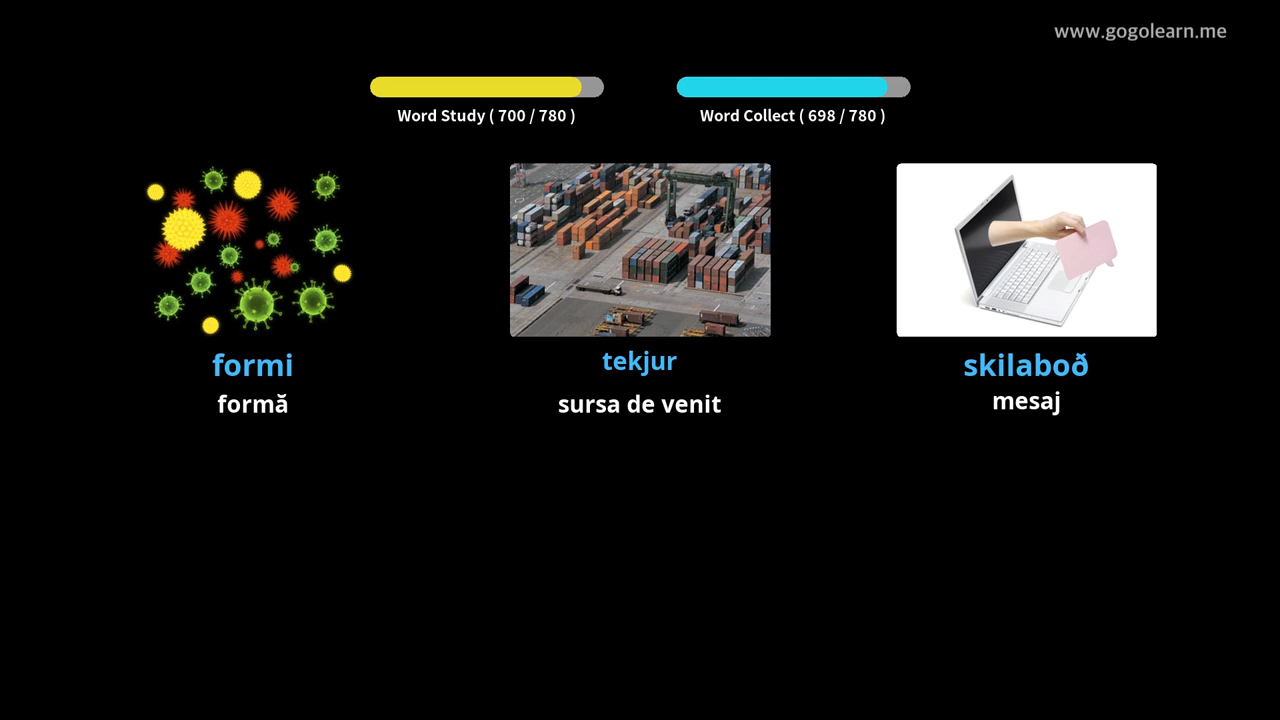 www.gogolearn.me
Word Study ( 700 / 780 )
Word Collect ( 698 / 780 )
formi
formă
tekjur
sursa de venit
skilaboð
mesaj